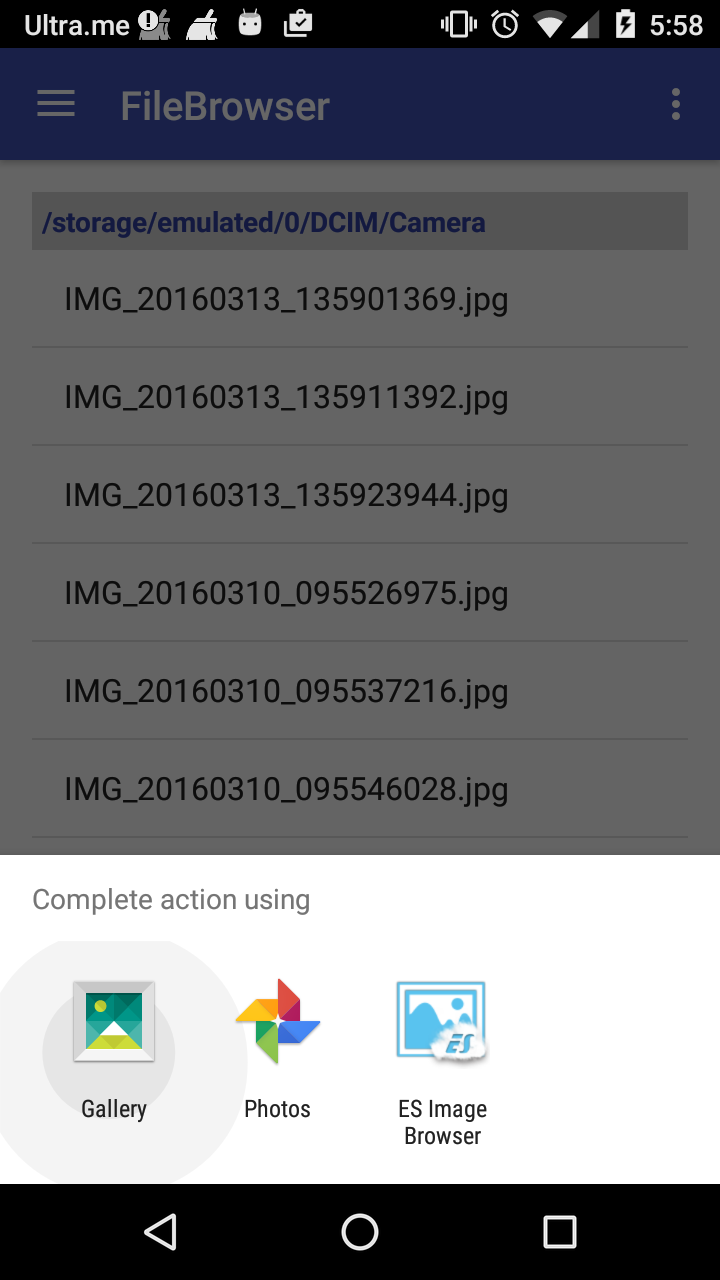 Ultra.me 5:58
FileBrowser
/storage/emulated/0/DCIM/Camera
IMG_20160313_135901369.jpg
IMG_20160313_135911392.jpg
IMG_20160313_135923944.jpg
IMG_20160310_095526975.jpg
IMG_20160310_095537216.jpg
IMG_20160310_095546028.jpg
Complete action using
ES
Gallery
Photos
ES Image
Browser